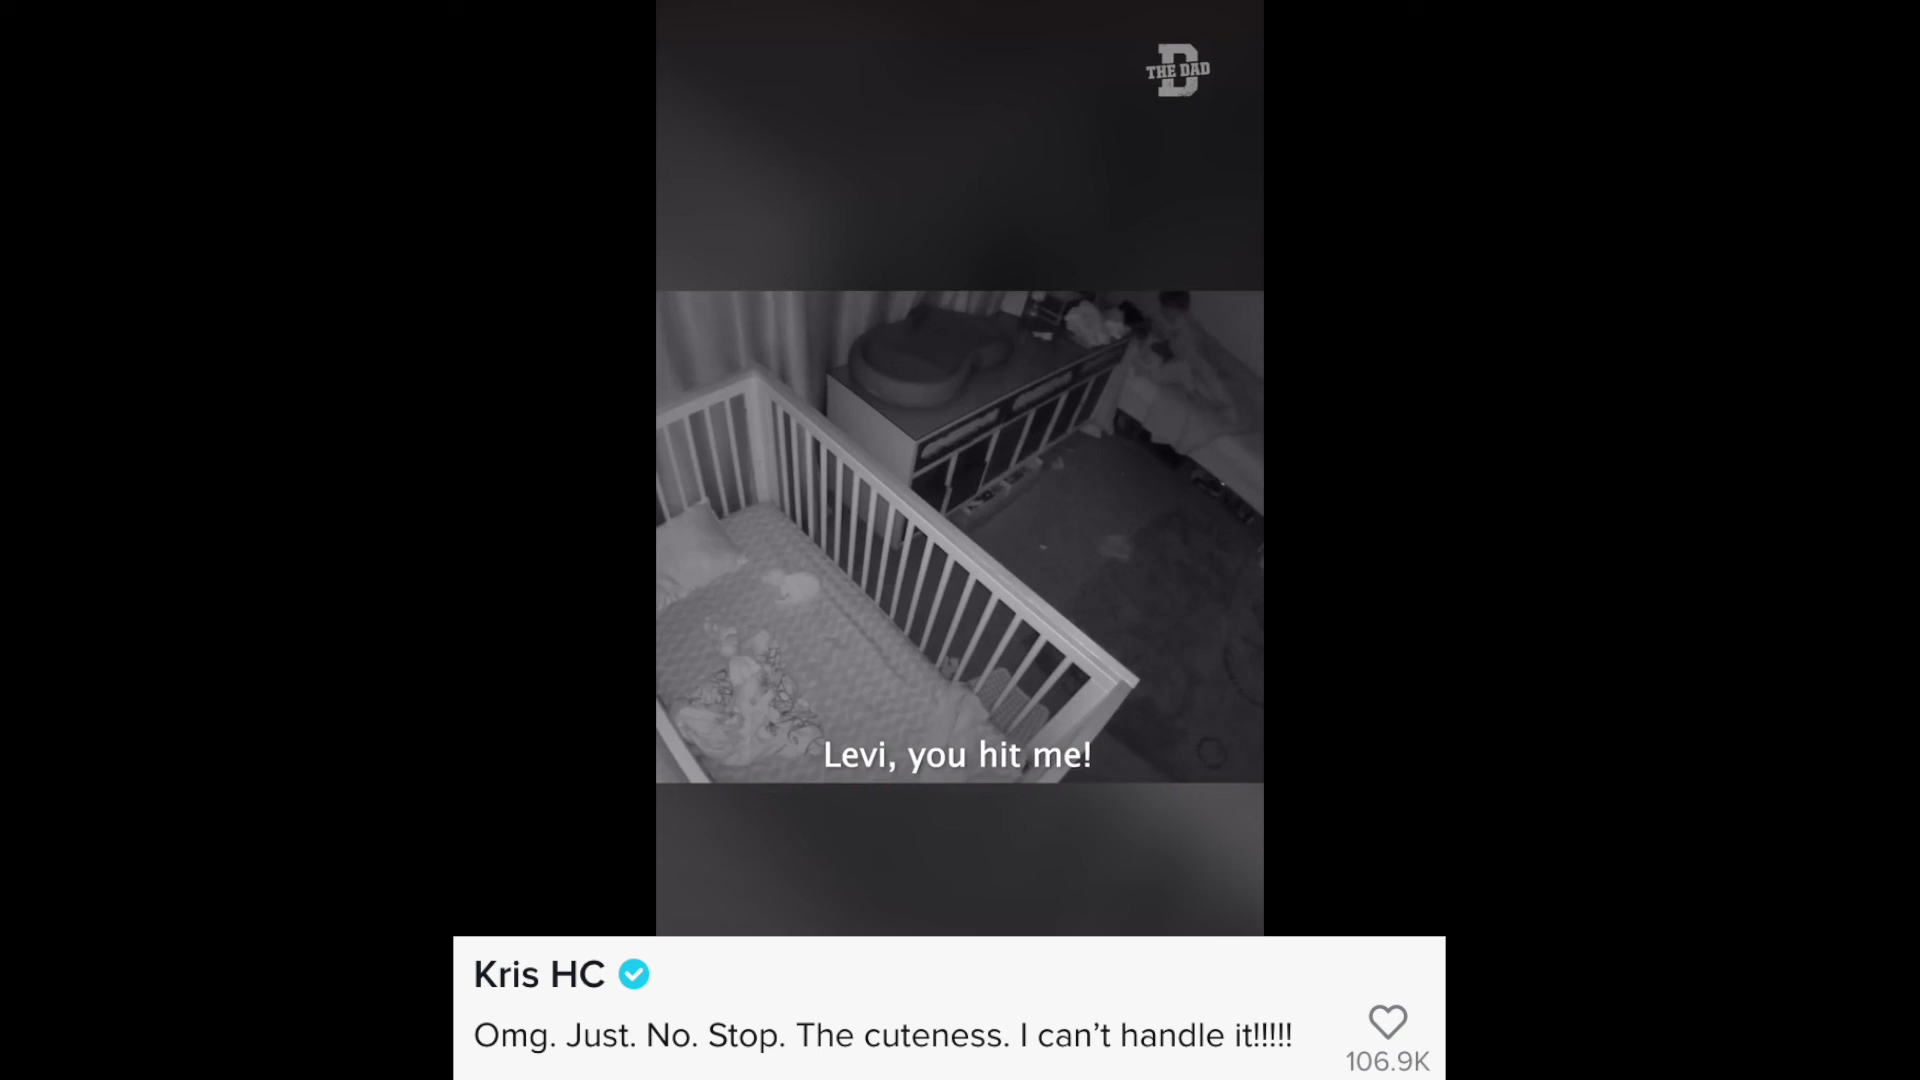 THE DAD
Levi, you hit me!
Kris HC
Omg. Just. No. Stop. The cuteness. I can’t handle it!!!!!
106.9K